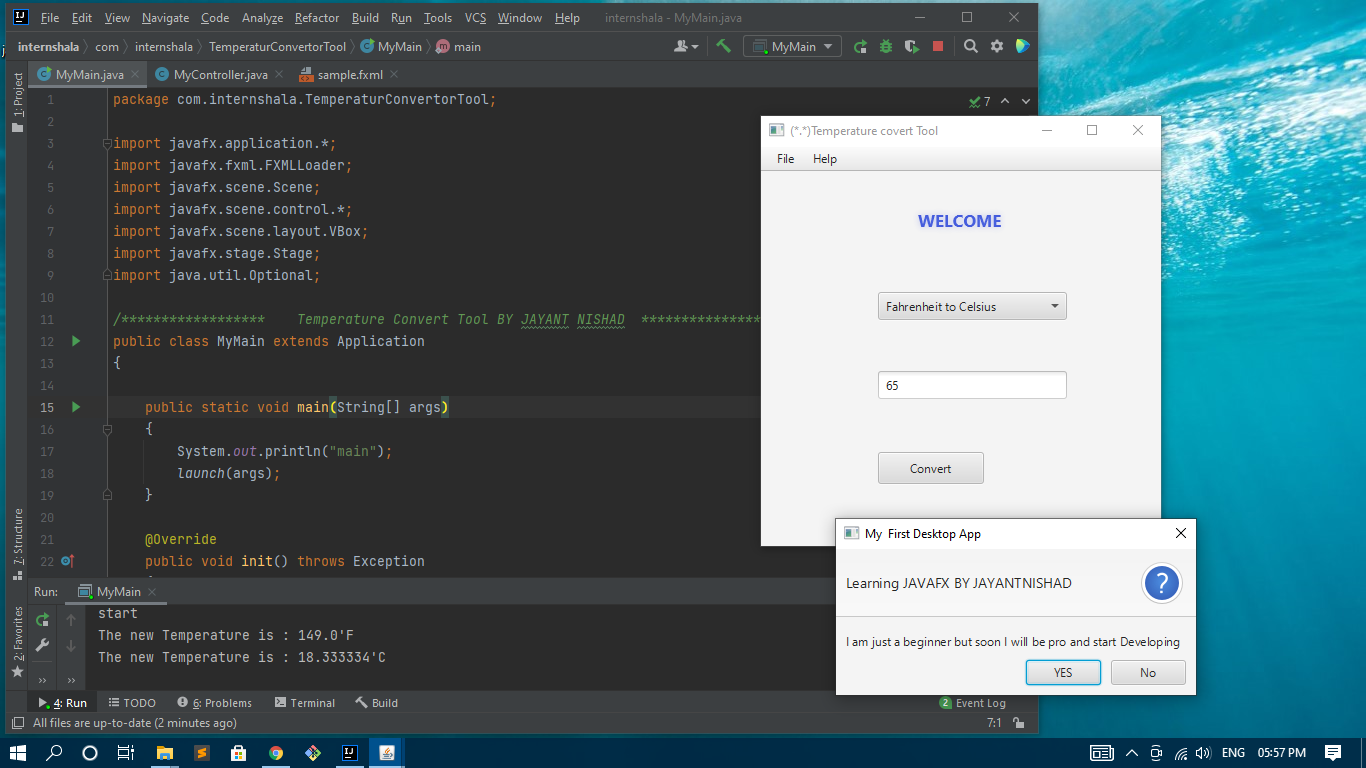 File Edit View Navigate Code Analyze Refactor Build Run Tools VCS Window Help internshala - MyMain.java
internshala com internshala TemperaturConvertorTool MyMain main MyMain
MyMain.java MyController.java sample.fxml
1: Project
7: Structure
2: Favorites
7
1 package com.internshala.TemperaturConvertorTool;
2
3 import javafx.application.*;
4 import javafx.fxml.FXMLLoader;
5 import javafx.scene.Scene;
6 import javafx.scene.control.*;
7 import javafx.scene.layout.VBox;
8 import javafx.stage.Stage;
9 import java.util.Optional;
10
11 /****************** Temperature Convert Tool BY JAYANT NISHAD ***************
12 public class MyMain extends Application
13 {
14
15 public static void main(String[] args)
16 {
17 System.out.println("main");
18 launch(args);
19 }
20
21 @Override
22 public void init() throws Exception
(*.*)Temperature covert Tool
File Help
WELCOME
Fahrenheit to Celsius
65
Convert
My First Desktop App
Learning JAVAFX BY JAYANTNISHAD
?
I am just a beginner but soon I will be pro and start Developing
YES No
Run: MyMain
start
The new Temperature is : 149.0'F
The new Temperature is : 18.333334'C
4: Run TODO 6: Problems Terminal Build 2 Event Log
All files are up-to-date (2 minutes ago) 7:1
ENG 05:57 PM